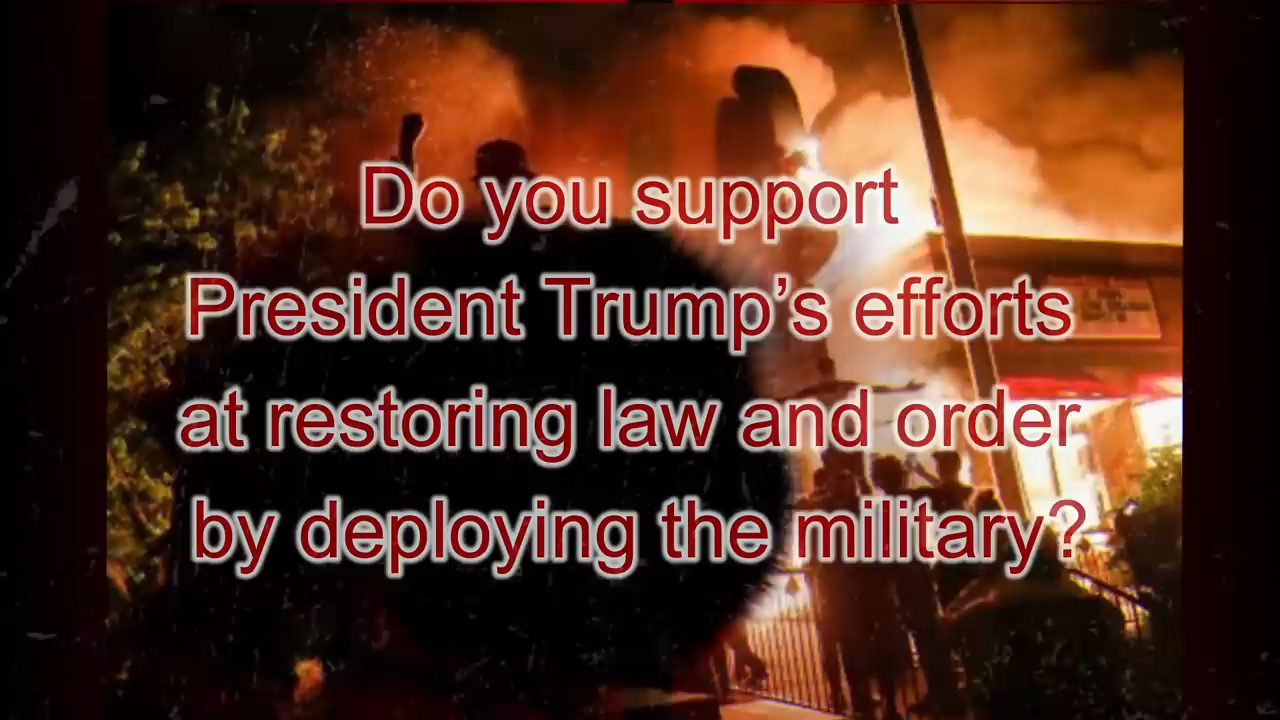 Do you support
President Trump’s efforts
at restoring law and order
by deploying the military?